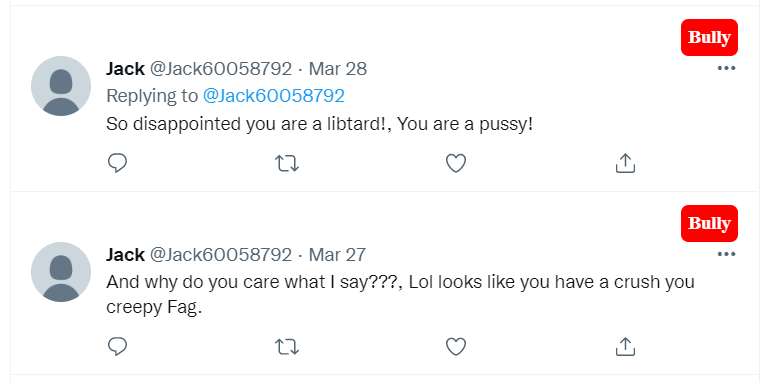 Bully
Jack @Jack60058792 · Mar 28
Replying to @Jack60058792
So disappointed you are a libtard!, You are a pussy!
Bully
Jack @Jack60058792 · Mar 27
And why do you care what I say???, Lol looks like you have a crush you
creepy Fag.